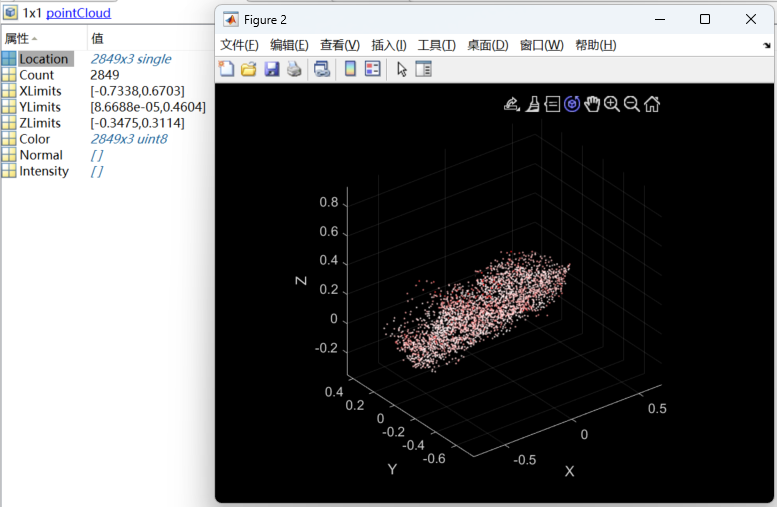 1x1 pointCloud
属性 值
Location 2849x3 single
Count 2849
XLimits [-0.7338,0.6703]
YLimits [8.6688e-05,0.4604]
ZLimits [-0.3475,0.3114]
Color 2849x3 uint8
Normal []
Intensity []
Figure 2
文件(F) 编辑(E) 查看(V) 插入(I) 工具(T) 桌面(D) 窗口(W) 帮助(H)
0.8
0.6
0.4
0.2
0
-0.2
Z
0.4
0.2
0
-0.2
-0.4
-0.6
Y
-0.5
0
0.5
X